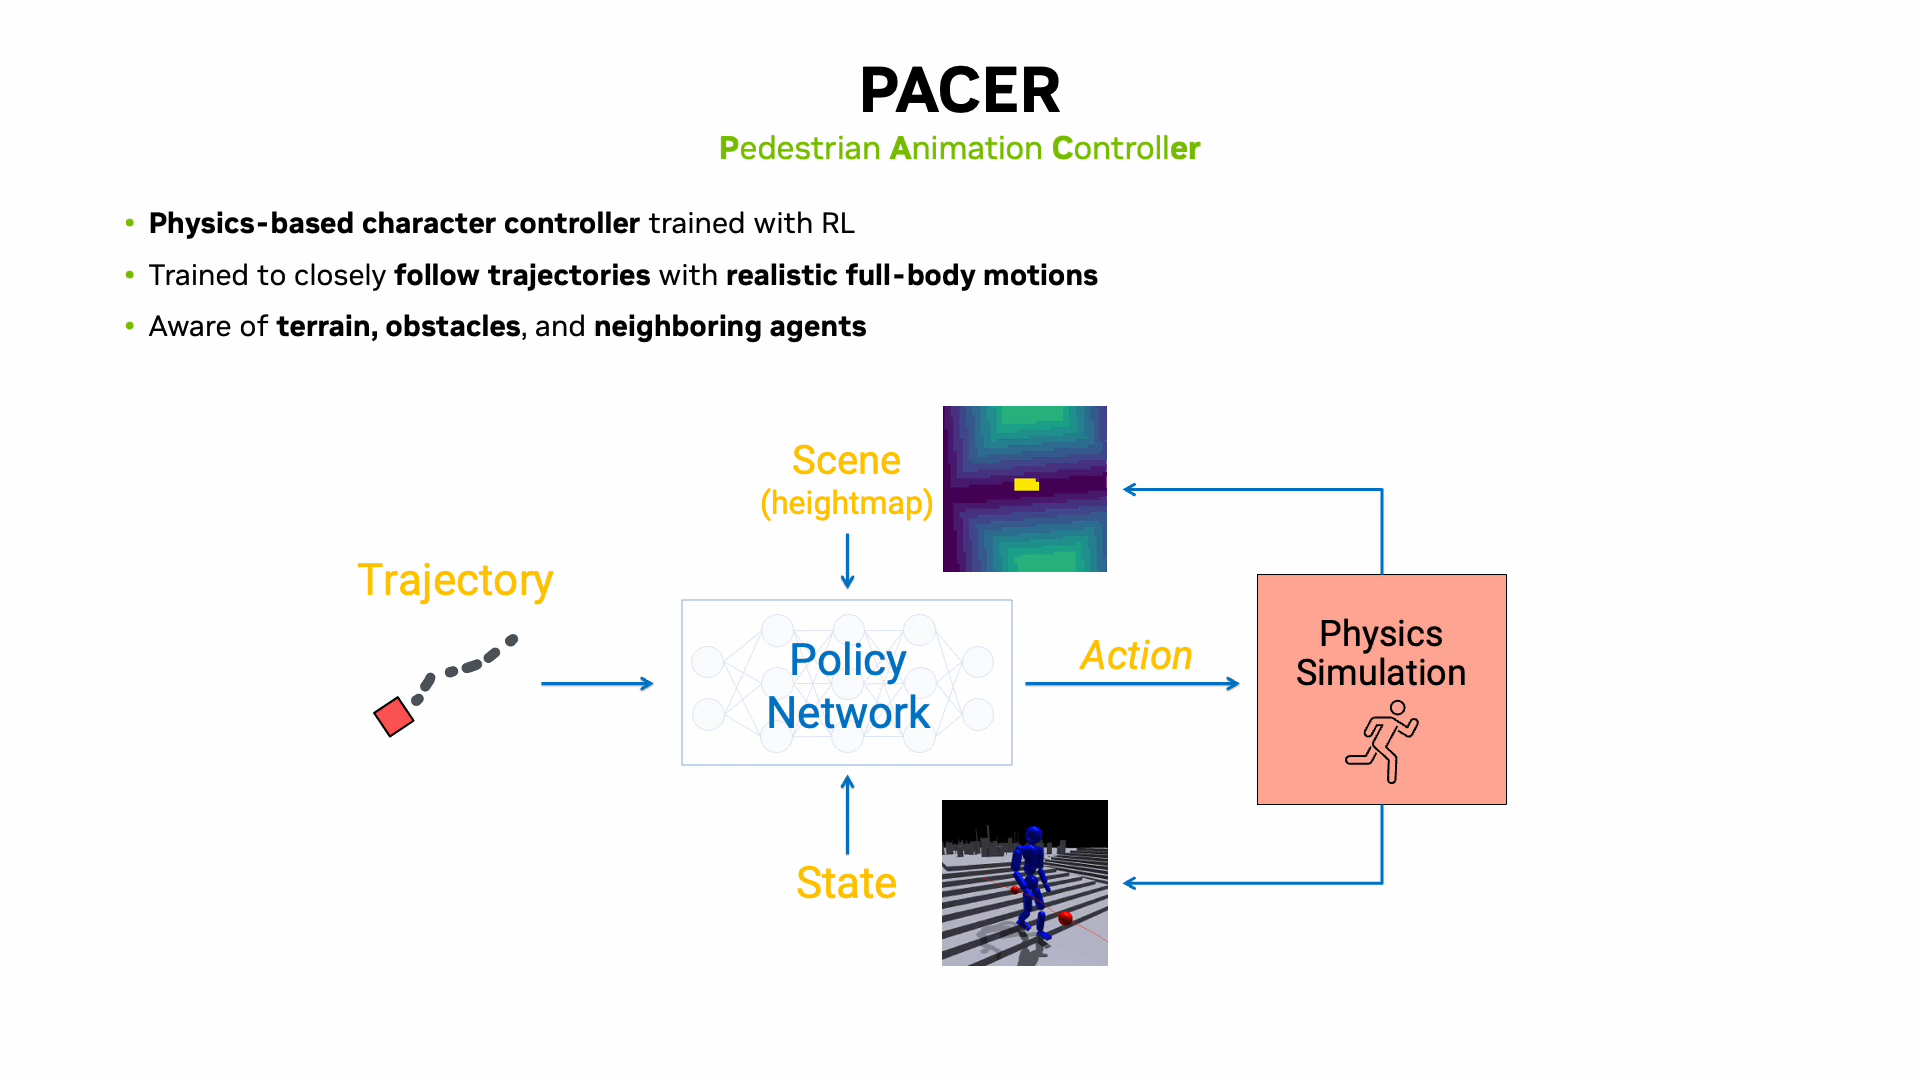 PACER
Pedestrian Animation Controller
• Physics-based character controller trained with RL
• Trained to closely follow trajectories with realistic full-body motions
• Aware of terrain, obstacles, and neighboring agents
Scene
(heightmap)
Trajectory
Policy
Network
Action
Physics
Simulation
State